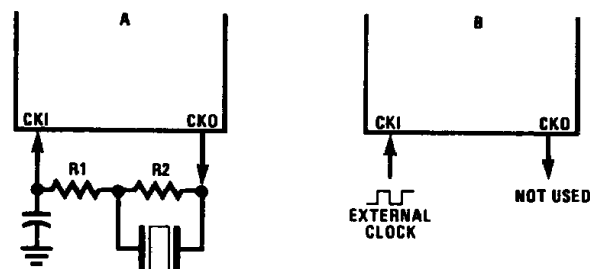 A
CKI
CKO
R1
R2
B
CKI
CKO
EXTERNAL
CLOCK
NOT USED